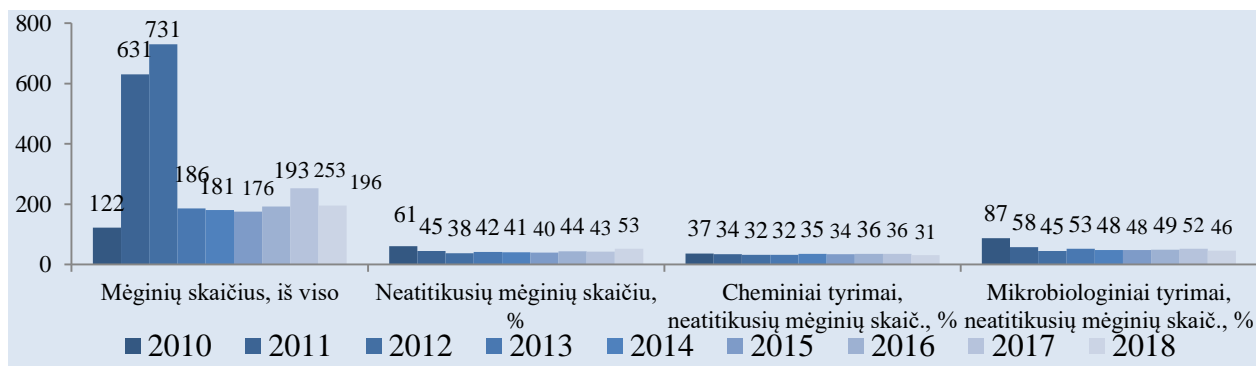 800
600
400
200
0
122
631
731
186
181
176
193
253
196
61 45 38 42 41 40 44 43 53
37 34 32 32 35 34 36 36 31
87 58 45 53 48 48 49 52 46
Mėginių skaičius, iš viso
Neatitikusių mėginių skaičiu,
%
Cheminiai tyrimai,
neatitikusių mėginių skaič., %
Mikrobiologiniai tyrimai,
neatitikusių mėginių skaič., %
2010 2011 2012 2013 2014 2015 2016 2017 2018